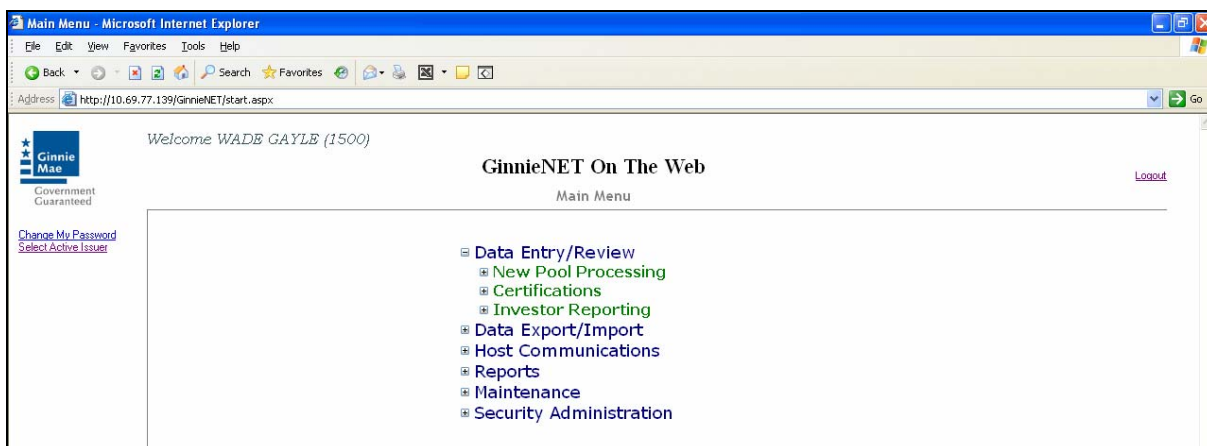 Main Menu - Microsoft Internet Explorer
File Edit View Favorites Tools Help
Back Search Favorites
Address http://10.69.77.139/GinnieNET/start.aspx Go
Welcome WADE GAYLE (1500)
Ginnie
Mae
Government
Guaranteed
GinnieNET On The Web
Logout
Main Menu
Change My Password
Select Active Issuer
Data Entry/Review
New Pool Processing
Certifications
Investor Reporting
Data Export/Import
Host Communications
Reports
Maintenance
Security Administration